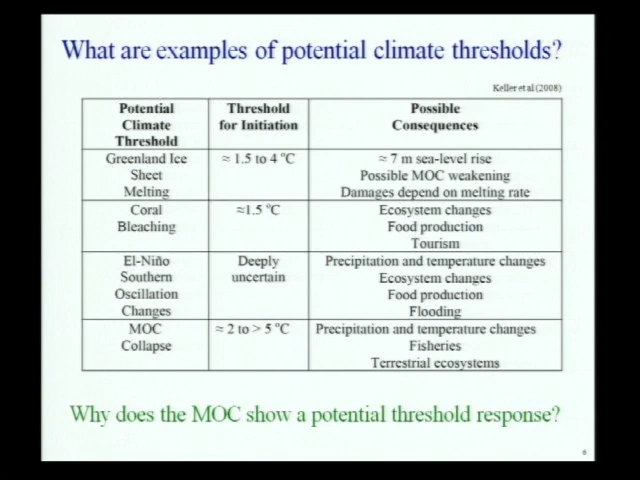 What are examples of potential climate thresholds?
Keller et al (2008)
Potential Climate Threshold
Threshold for Initiation
Possible Consequences
Greenland Ice Sheet Melting
≈ 1.5 to 4 °C
≈ 7 m sea-level rise
Possible MOC weakening
Damages depend on melting rate
Coral Bleaching
≈1.5 °C
Ecosystem changes
Food production
Tourism
El-Niño Southern Oscillation Changes
Deeply uncertain
Precipitation and temperature changes
Ecosystem changes
Food production
Flooding
MOC Collapse
≈ 2 to > 5 °C
Precipitation and temperature changes
Fisheries
Terrestrial ecosystems
Why does the MOC show a potential threshold response?
6